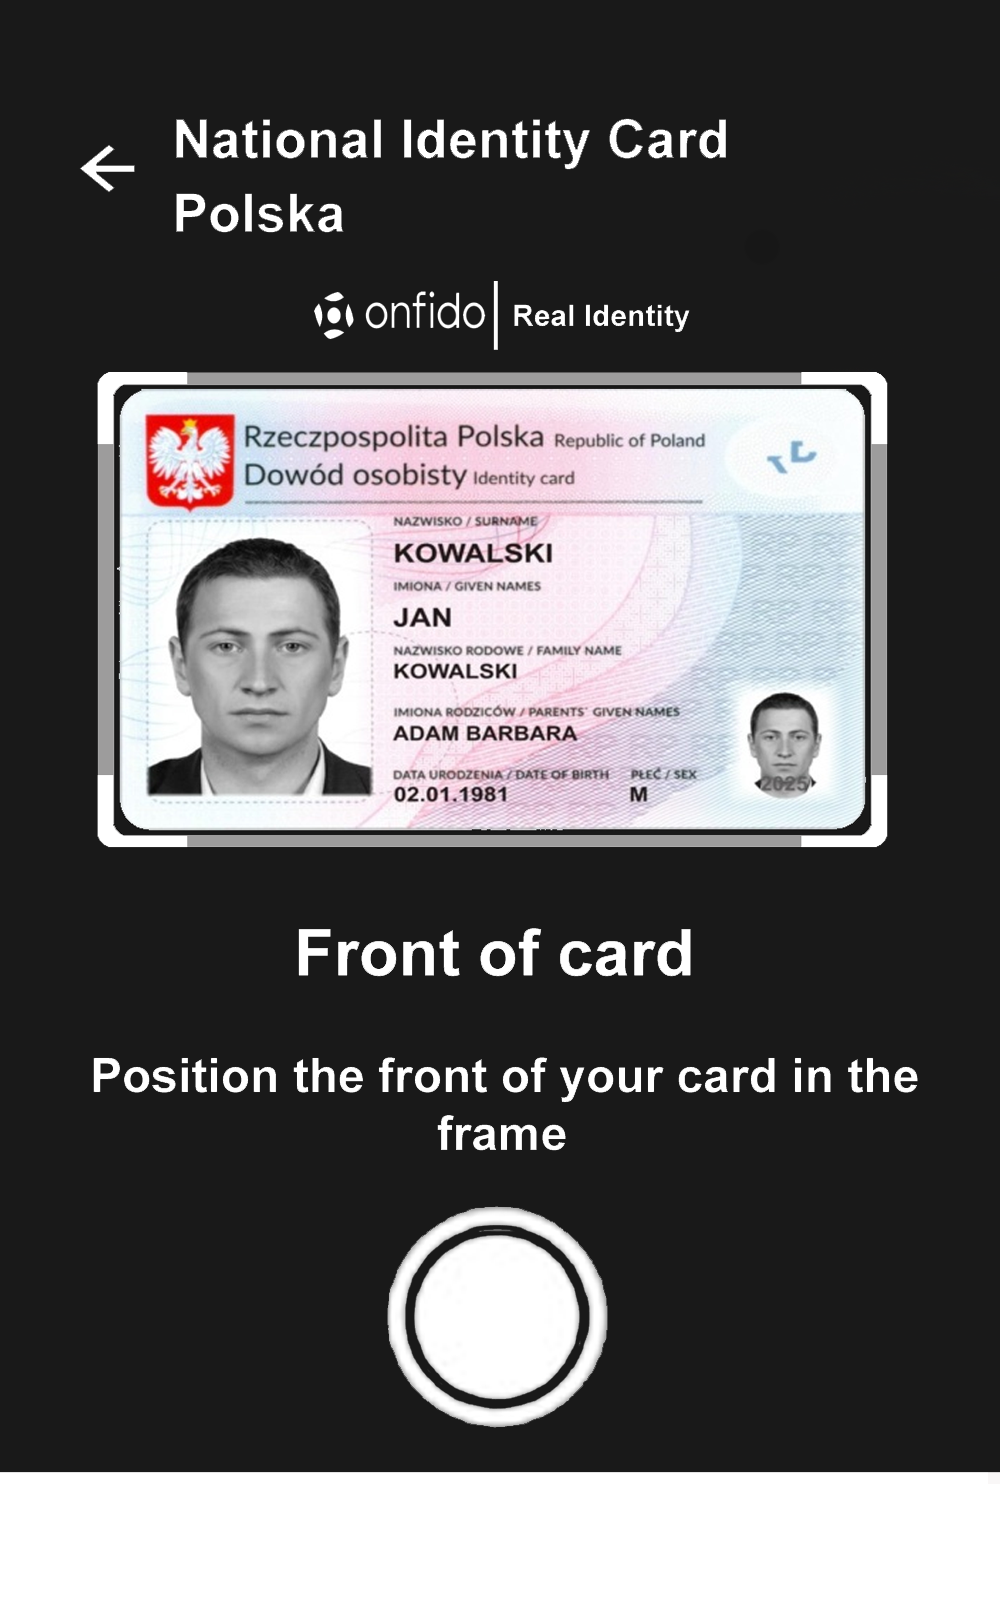 National Identity Card
Polska
onfido | Real Identity
Rzeczpospolita Polska Republic of Poland
Dowód osobisty Identity card
NAZWISKO / SURNAME
KOWALSKI
IMIONA / GIVEN NAMES
JAN
NAZWISKO RODOWE / FAMILY NAME
KOWALSKI
IMIONA RODZICÓW / PARENTS' GIVEN NAMES
ADAM BARBARA
DATA URODZENIA / DATE OF BIRTH PŁEĆ / SEX
02.01.1981 M
2025
Front of card
Position the front of your card in the
frame